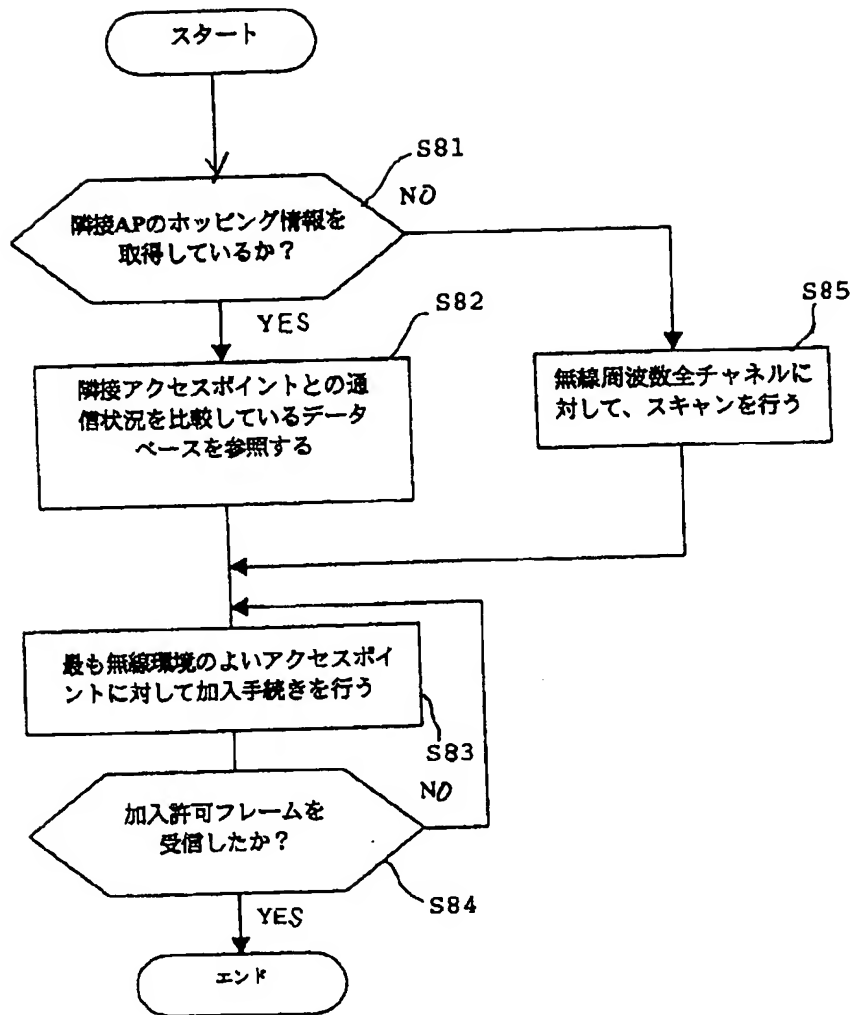 スタート
S81
NO
隣接APのホッピング情報を
取得しているか？
YES
S82
S85
隣接アクセスポイントとの通
信状況を比較しているデータ
ベースを参照する
無線周波数全チャネルに
対して、スキャンを行う
最も無線環境のよいアクセスポイ
ントに対して加入手続きを行う
S83
NO
加入許可フレームを
受信したか？
S84
YES
エンド